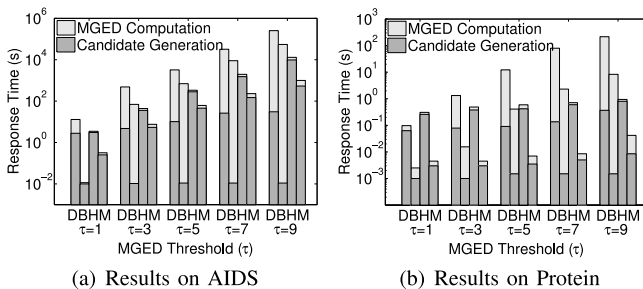 MGED Computation
Candidate Generation
Response Time (s)
10^6
10^4
10^2
10^0
10^-2
DBHM DBHM DBHM DBHM DBHM
τ=1 τ=3 τ=5 τ=7 τ=9
MGED Threshold (τ)
(a) Results on AIDS
MGED Computation
Candidate Generation
Response Time (s)
10^3
10^2
10^1
10^0
10^-1
10^-2
10^-3
DBHM DBHM DBHM DBHM DBHM
τ=1 τ=3 τ=5 τ=7 τ=9
MGED Threshold (τ)
(b) Results on Protein